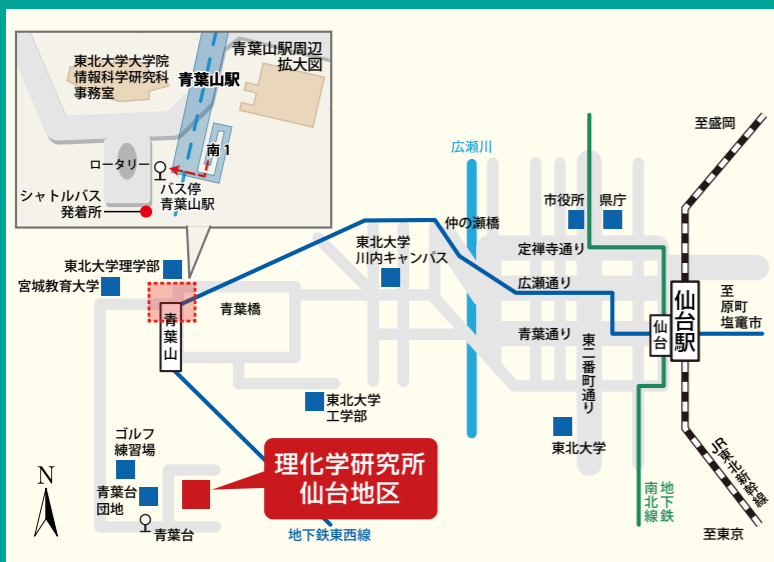 青葉山駅周辺
拡大図
東北大学大学院
情報科学研究科
事務室
青葉山駅
南1
ロータリー
バス停
青葉山駅
シャトルバス
発着所
広瀬川
至盛岡
市役所
県庁
仲の瀬橋
定禅寺通り
東北大学
川内キャンパス
東北大学理学部
宮城教育大学
広瀬通り
青葉橋
青葉山
青葉通り
東二番町通り
仙台
仙台駅
至
原町
塩竈市
東北大学
工学部
東北大学
ゴルフ
練習場
理化学研究所
仙台地区
青葉台
団地
青葉台
N
地下鉄東西線
地下鉄
南北線
JR東北新幹線
至東京